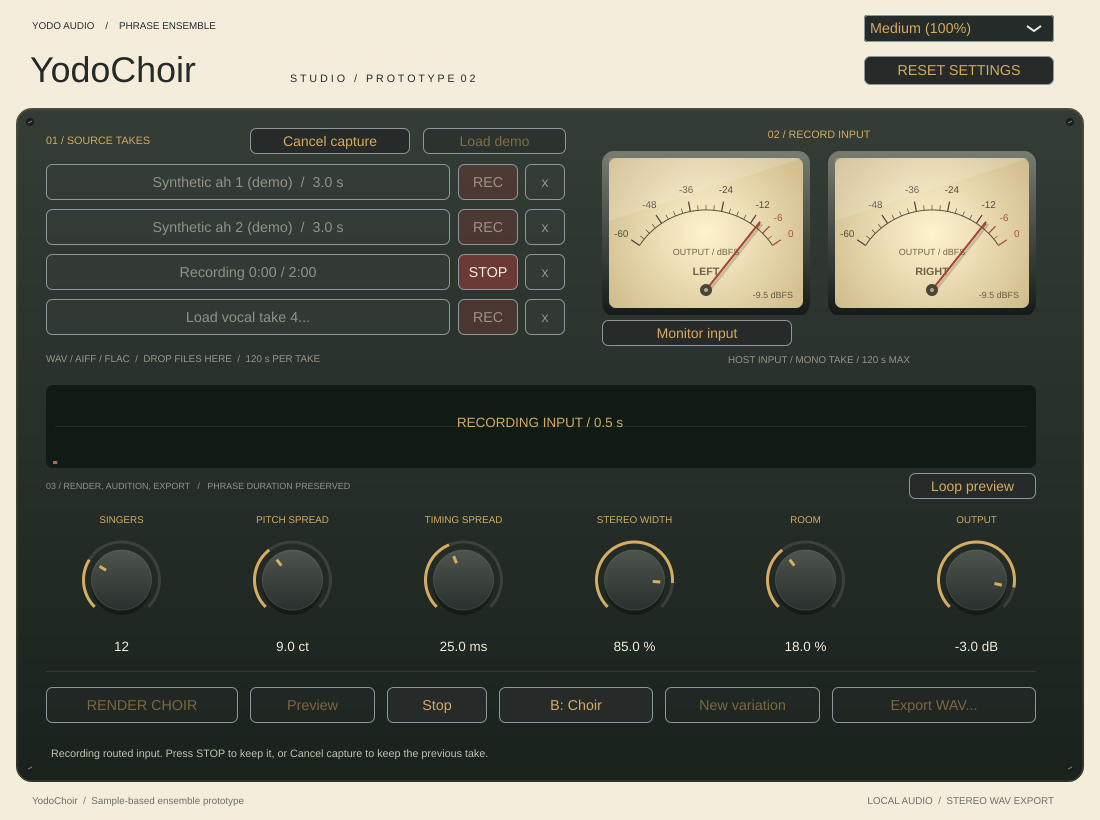 YODO AUDIO / PHRASE ENSEMBLE
Medium (100%)
YodoChoir
STUDIO / PROTOTYPE 02
RESET SETTINGS
01 / SOURCE TAKES
Cancel capture
Load demo
02 / RECORD INPUT
Synthetic ah 1 (demo) / 3.0 s
REC
x
Synthetic ah 2 (demo) / 3.0 s
REC
x
Recording 0:00 / 2:00
STOP
x
Load vocal take 4...
REC
x
-60 -48 -36 -24 -12 -6 0
OUTPUT / dBFS
LEFT
-9.5 dBFS
-60 -48 -36 -24 -12 -6 0
OUTPUT / dBFS
RIGHT
-9.5 dBFS
Monitor input
WAV / AIFF / FLAC / DROP FILES HERE / 120 s PER TAKE
HOST INPUT / MONO TAKE / 120 s MAX
RECORDING INPUT / 0.5 s
03 / RENDER, AUDITION, EXPORT / PHRASE DURATION PRESERVED
Loop preview
SINGERS
PITCH SPREAD
TIMING SPREAD
STEREO WIDTH
ROOM
OUTPUT
12
9.0 ct
25.0 ms
85.0 %
18.0 %
-3.0 dB
RENDER CHOIR
Preview
Stop
B: Choir
New variation
Export WAV...
Recording routed input. Press STOP to keep it, or Cancel capture to keep the previous take.
YodoChoir / Sample-based ensemble prototype
LOCAL AUDIO / STEREO WAV EXPORT